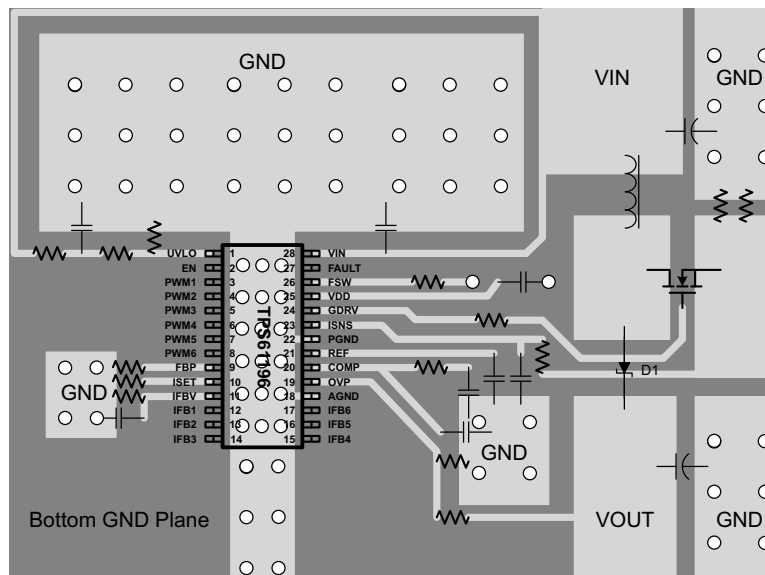 GND
VIN
GND
UVLO 1 28 VIN
EN 2 27 FAULT
PWM1 3 26 FSW
PWM2 4 25 VDD
PWM3 5 24 GDRV
PWM4 6 23 ISNS
PWM5 7 22 PGND
PWM6 8 21 REF
FBP 9 20 COMP
ISET 10 19 OVP
IFBV 11 18 AGND
IFB1 12 17 IFB6
IFB2 13 16 IFB5
IFB3 14 15 IFB4
TPS61196
D1
GND
GND
Bottom GND Plane
VOUT
GND